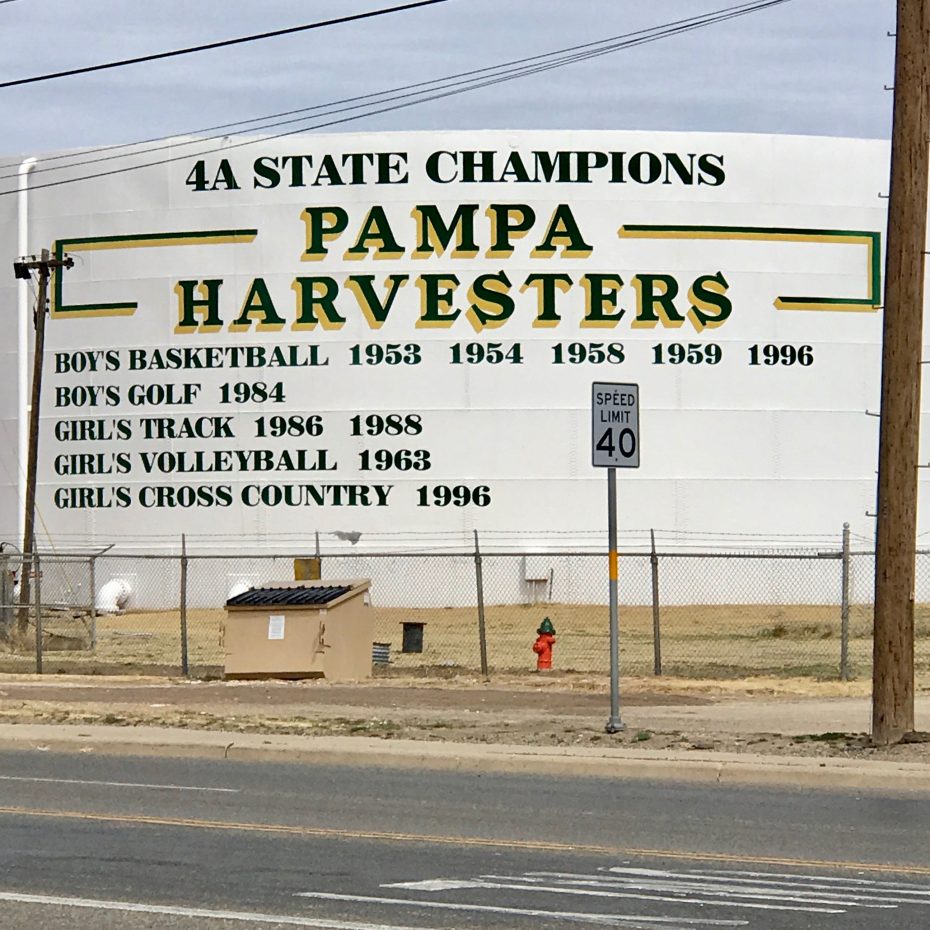 4A STATE CHAMPIONS
PAMPA
HARVESTERS
BOY'S BASKETBALL 1953 1954 1958 1959 1996
BOY'S GOLF 1984
GIRL'S TRACK 1986 1988
GIRL'S VOLLEYBALL 1963
GIRL'S CROSS COUNTRY 1996
SPEED
LIMIT
40